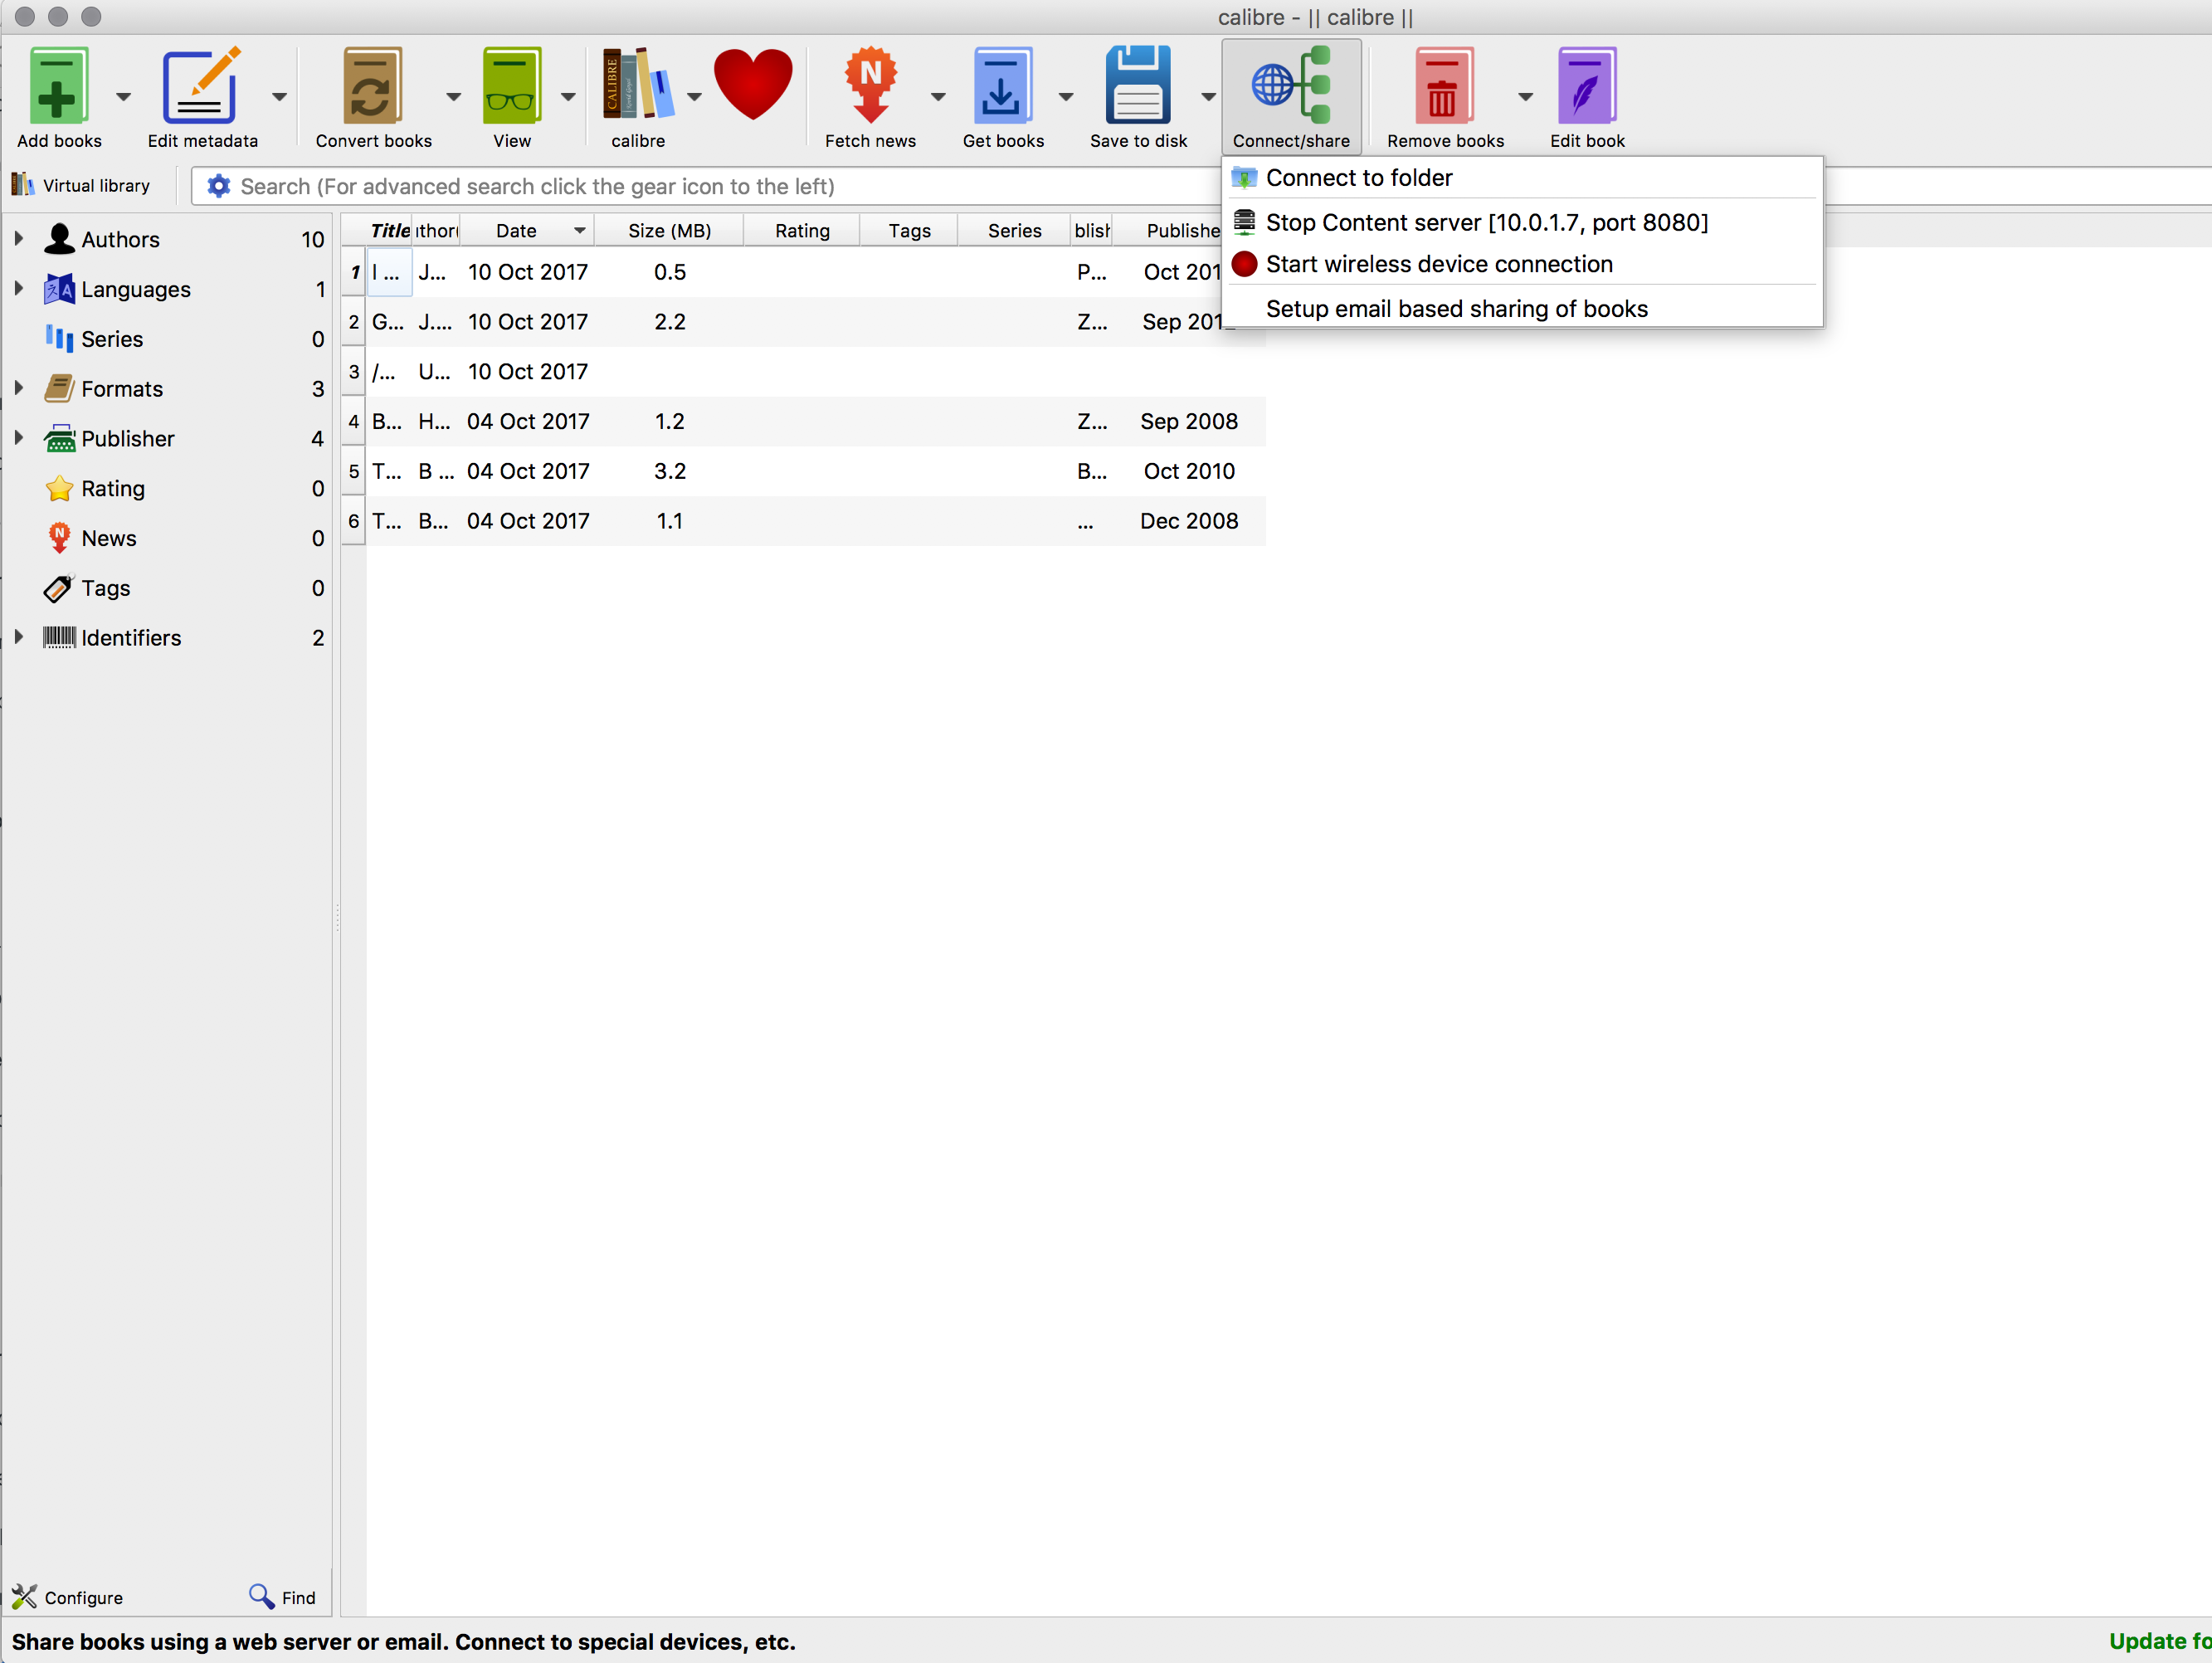 calibre - || calibre ||
Add books
Edit metadata
Convert books
View
CALIBRE
calibre
N
Fetch news
Get books
Save to disk
Connect/share
Remove books
Edit book
Virtual library
Search (For advanced search click the gear icon to the left)
Connect to folder
Stop Content server [10.0.1.7, port 8080]
Start wireless device connection
Setup email based sharing of books
Authors 10
Languages 1
Series 0
Formats 3
Publisher 4
Rating 0
News 0
Tags 0
Identifiers 2
Title uthor( Date Size (MB) Rating Tags Series blish Publishe
1 I ... J... 10 Oct 2017 0.5 P... Oct 201
2 G... J.... 10 Oct 2017 2.2 Z... Sep 201
3 /... U... 10 Oct 2017
4 B... H... 04 Oct 2017 1.2 Z... Sep 2008
5 T... B ... 04 Oct 2017 3.2 B... Oct 2010
6 T... B... 04 Oct 2017 1.1 ... Dec 2008
Configure Find
Share books using a web server or email. Connect to special devices, etc.
Update fo